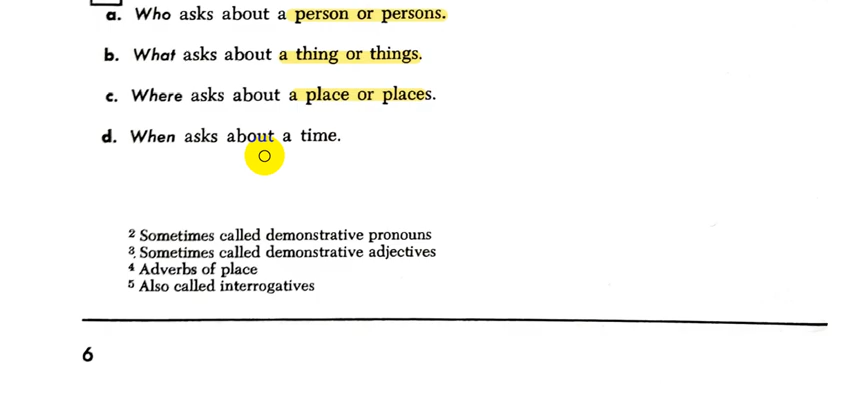 a. Who asks about a person or persons.
b. What asks about a thing or things.
c. Where asks about a place or places.
d. When asks about a time.
2 Sometimes called demonstrative pronouns
3 Sometimes called demonstrative adjectives
4 Adverbs of place
5 Also called interrogatives
6